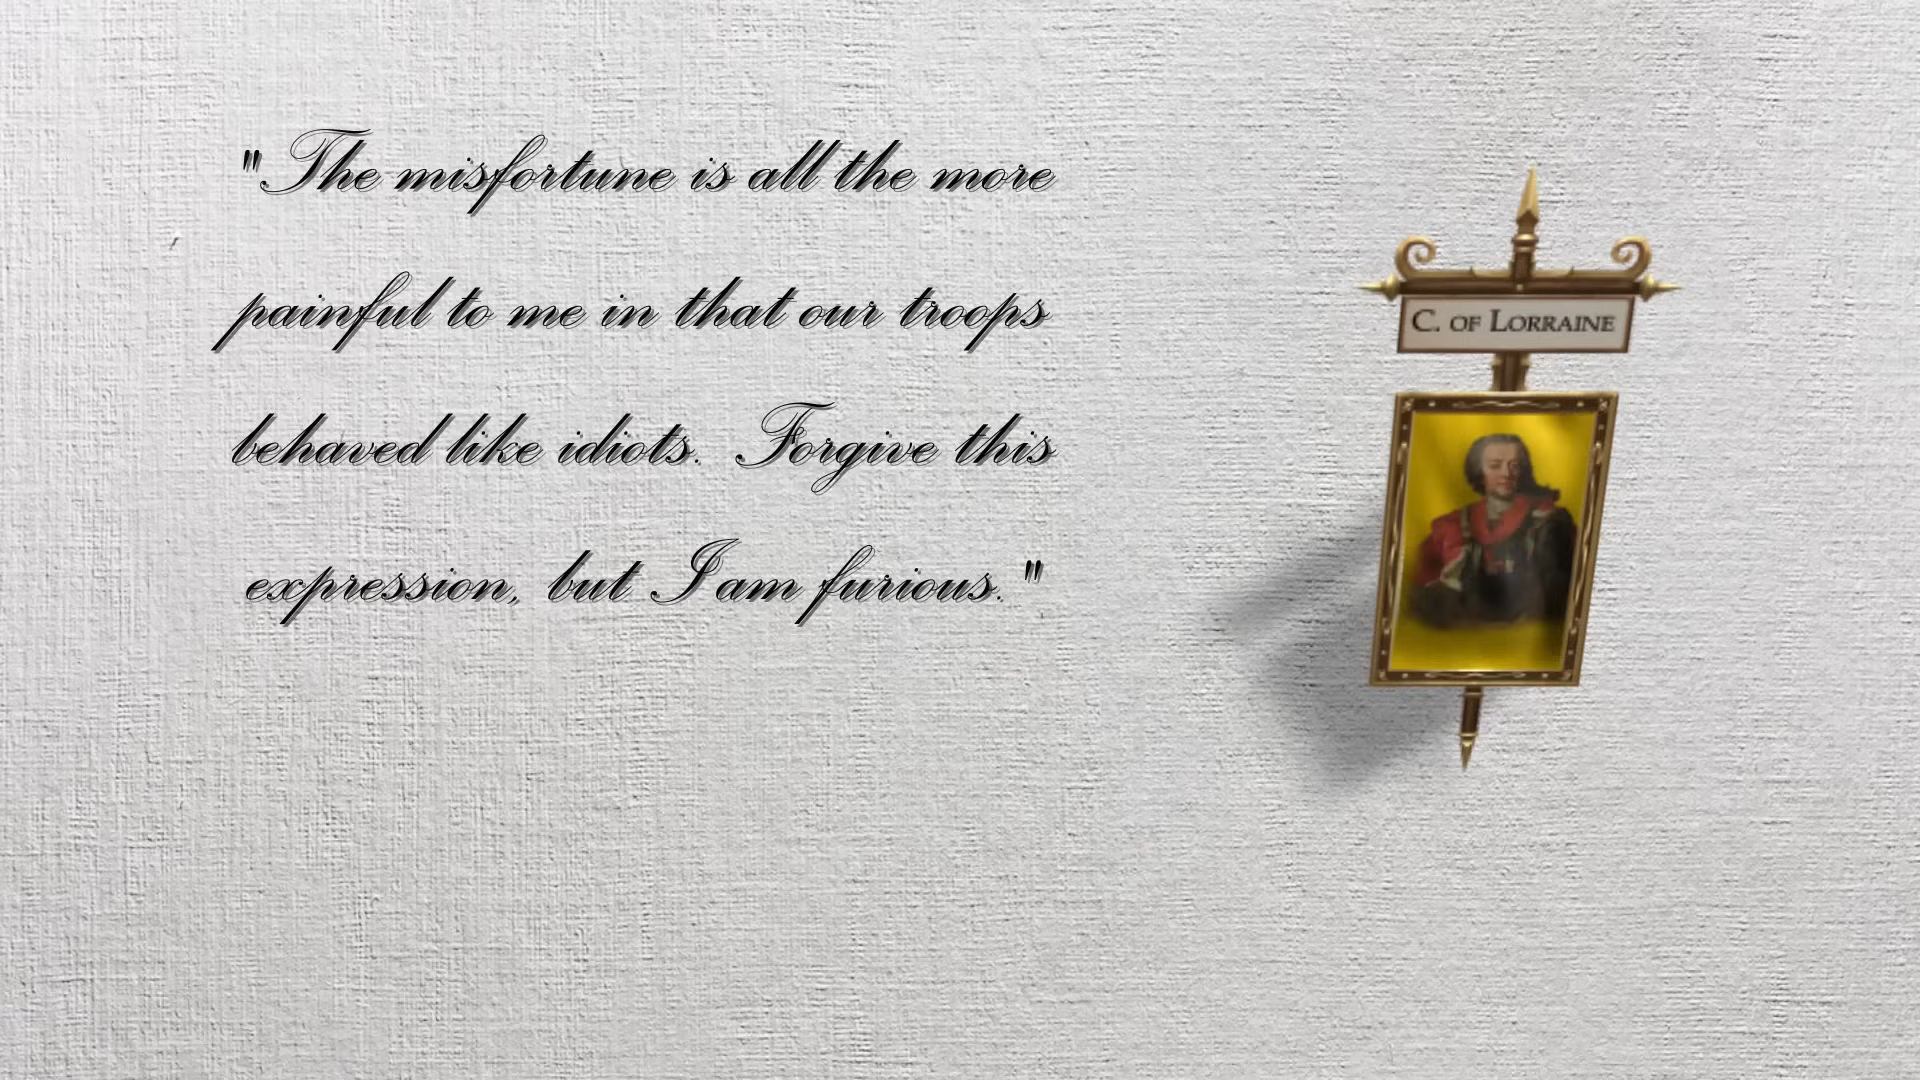 "The misfortune is all the more
painful to me in that our troops
behaved like idiots. Forgive this
expression, but I am furious."
C. OF LORRAINE